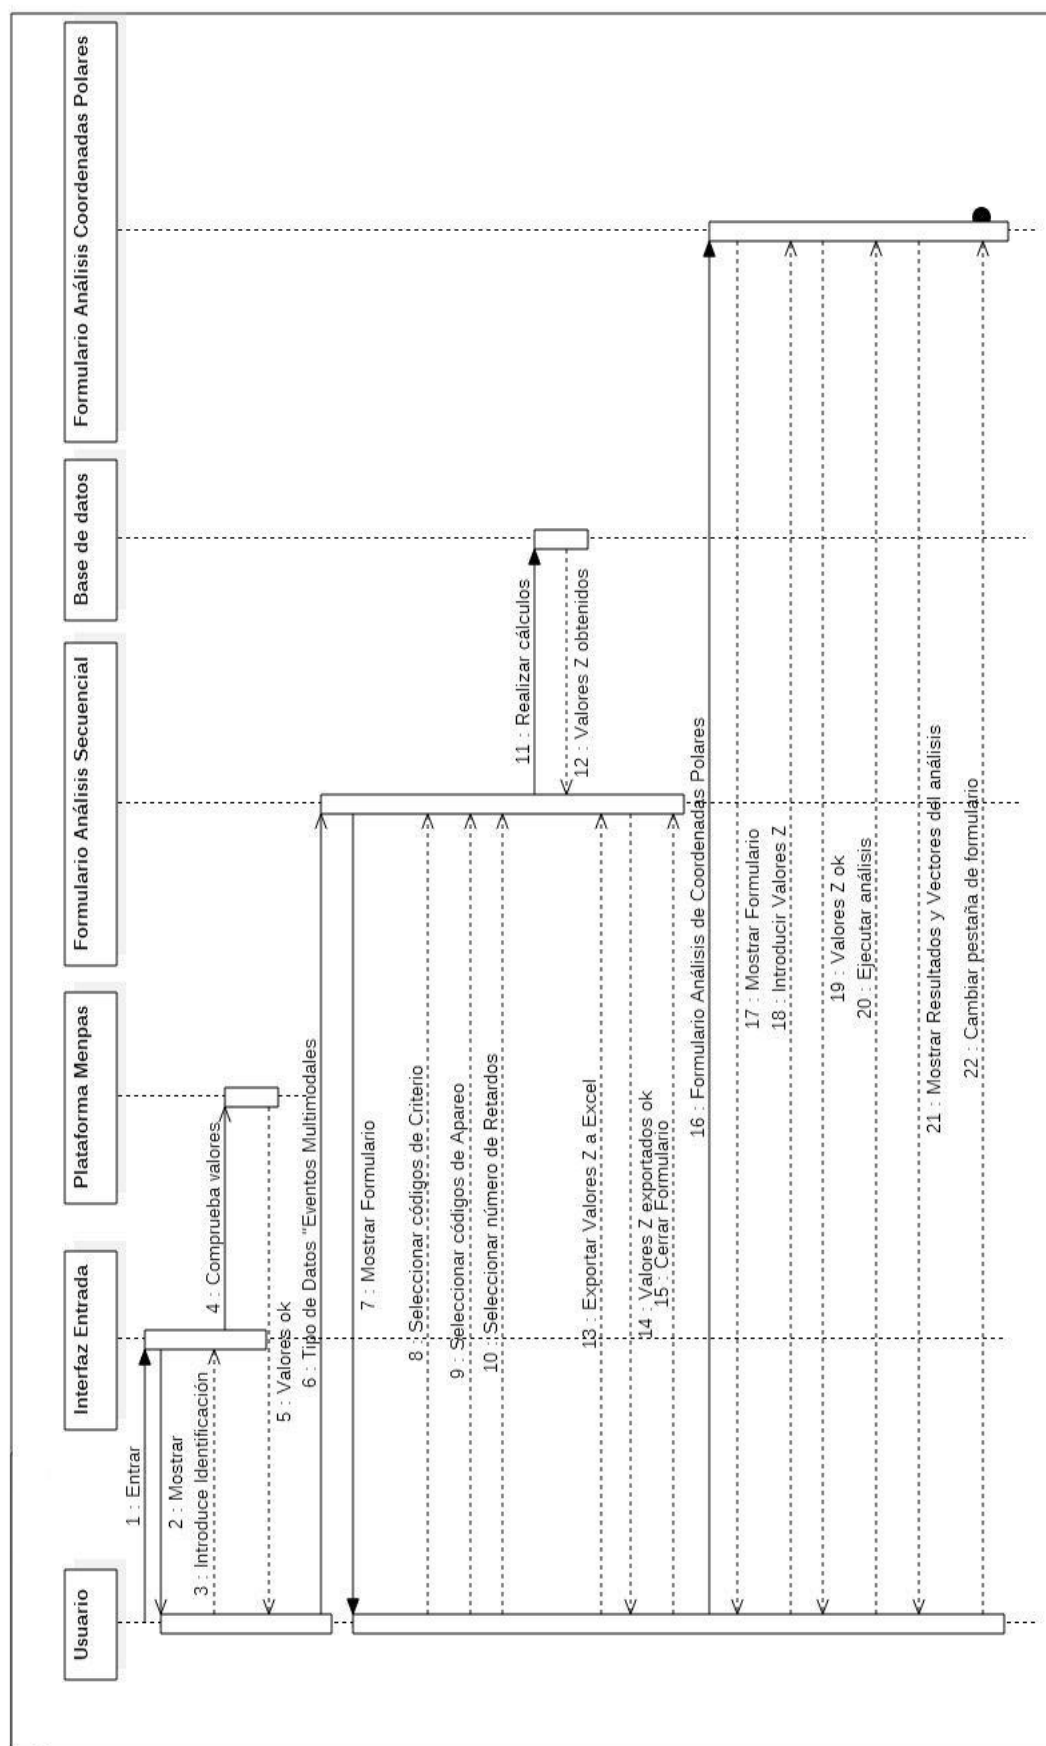 Usuario
Interfaz Entrada
Plataforma Menpas
Formulario Análisis Secuencial
Base de datos
Formulario Análisis Coordenadas Polares
1 : Entrar
2 : Mostrar
3 : Introduce Identificación
4 : Comprueba valores
5 : Valores ok
6 : Tipo de Datos "Eventos Multimodales
7 : Mostrar Formulario
8 : Seleccionar códigos de Criterio
9 : Seleccionar códigos de Apareo
10 : Seleccionar número de Retardos
11 : Realizar cálculos
12 : Valores Z obtenidos
13 : Exportar Valores Z a Excel
14 : Valores Z exportados ok
15 : Cerrar Formulario
16 : Formulario Análisis de Coordenadas Polares
17 : Mostrar Formulario
18 : Introducir Valores Z
19 : Valores Z ok
20 : Ejecutar análisis
21 : Mostrar Resultados y Vectores del análisis
22 : Cambiar pestaña de formulario